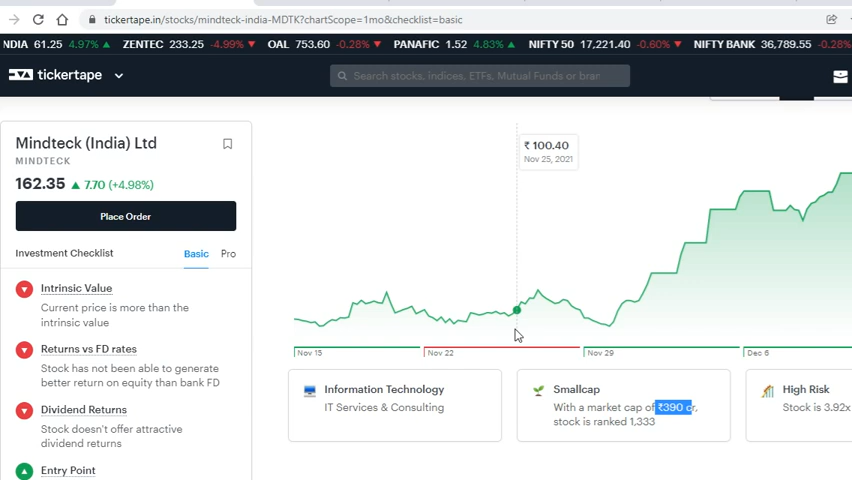 tickertape.in/stocks/mindteck-india-MDTK?chartScope=1mo&checklist=basic
NDIA 61.25 4.97% ZENTEC 233.25 -4.99% OAL 753.60 -0.28% PANAFIC 1.52 4.83% NIFTY 50 17,221.40 -0.60% NIFTY BANK 36,789.55 -0.28%
tickertape
Search stocks, indices, ETFs, Mutual Funds or bran
Mindteck (India) Ltd
MINDTECK
162.35 7.70 (+4.98%)
Place Order
Investment Checklist Basic Pro
Intrinsic Value
Current price is more than the
intrinsic value
Returns vs FD rates
Stock has not been able to generate
better return on equity than bank FD
Dividend Returns
Stock doesn't offer attractive
dividend returns
Entry Point
₹ 100.40
Nov 25, 2021
Nov 15 Nov 22 Nov 29 Dec 6
Information Technology
IT Services & Consulting
Smallcap
With a market cap of ₹390 cr,
stock is ranked 1,333
High Risk
Stock is 3.92x